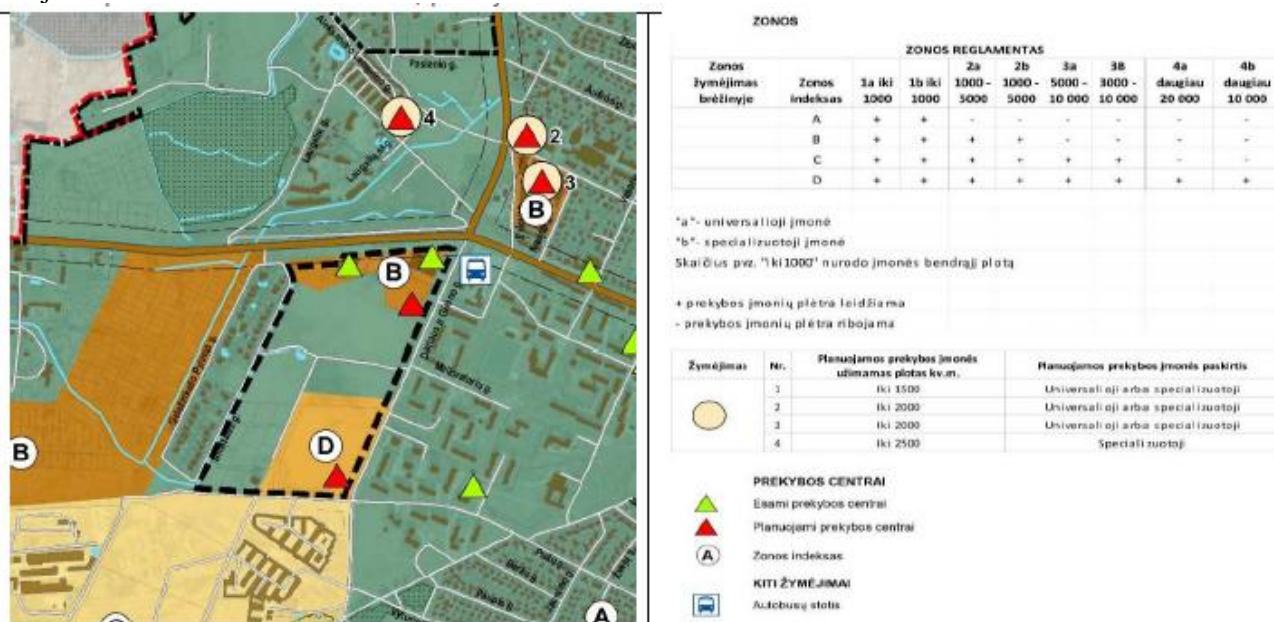 Pasienio g.
4
2
3
B
B
D
B
Melioratorių g.
A
ZONOS
ZONOS REGLAMENTAS
Zonos žymėjimas brėžinyje Zonos indeksas 1a iki 1000 1b iki 1000 2a 1000 - 5000 2b 1000 - 5000 3a 5000 - 10 000 3B 3000 - 10 000 4a daugiau 20 000 4b daugiau 10 000
A + + - - - - - -
B + + + + - - - -
C + + + + + + - -
D + + + + + + + +
"a"- universalioji įmonė
"b"- specializuotoji įmonė
Skaičius pvz. "iki1000" nurodo įmonės bendrąjį plotą
+ prekybos įmonių plėtra leidžiama
- prekybos įmonių plėtra ribojama
Žymėjimas Nr. Planuojamos prekybos įmonės užimamas plotas kv.m. Planuojamos prekybos įmonės paskirtis
1 Iki 1500 Universalioji arba specializuotoji
2 Iki 2000 Universalioji arba specializuotoji
3 Iki 2000 Universalioji arba specializuotoji
4 Iki 2500 Specializuotoji
PREKYBOS CENTRAI
Esami prekybos centrai
Planuojami prekybos centrai
A Zonos indeksas
KITI ŽYMĖJIMAI
Autobusų stotis